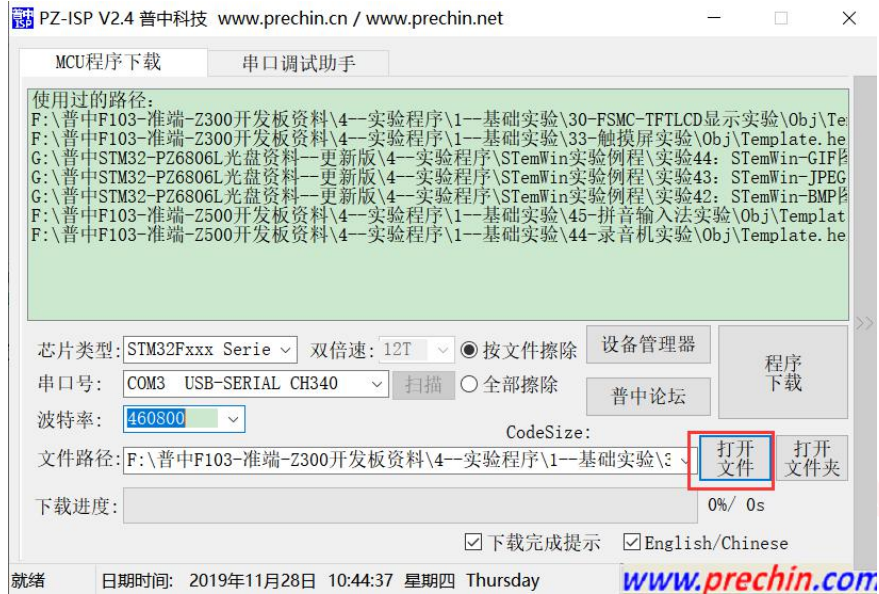 普中ISP PZ-ISP V2.4 普中科技 www.prechin.cn / www.prechin.net
MCU程序下载 串口调试助手
使用过的路径:
F:\普中F103-准端-Z300开发板资料\4--实验程序\1--基础实验\30-FSMC-TFTLCD显示实验\Obj\Te
F:\普中F103-准端-Z300开发板资料\4--实验程序\1--基础实验\33-触摸屏实验\Obj\Template.he
G:\普中STM32-PZ6806L光盘资料--更新版\4--实验程序\STemWin实验例程\实验44: STemWin-GIF
G:\普中STM32-PZ6806L光盘资料--更新版\4--实验程序\STemWin实验例程\实验43: STemWin-JPEG
G:\普中STM32-PZ6806L光盘资料--更新版\4--实验程序\STemWin实验例程\实验42: STemWin-BMP
F:\普中F103-准端-Z500开发板资料\4--实验程序\1--基础实验\45-拼音输入法实验\Obj\Templat
F:\普中F103-准端-Z500开发板资料\4--实验程序\1--基础实验\44-录音机实验\Obj\Template.he
芯片类型: STM32Fxxx Serie 双倍速: 12T 按文件擦除 设备管理器 程序下载
串口号: COM3 USB-SERIAL CH340 扫描 全部擦除 普中论坛
波特率: 460800
CodeSize:
文件路径: F:\普中F103-准端-Z300开发板资料\4--实验程序\1--基础实验\3 打开文件 打开文件夹
下载进度: 0%/ 0s
下载完成提示 English/Chinese
就绪 日期时间: 2019年11月28日 10:44:37 星期四 Thursday www.prechin.com